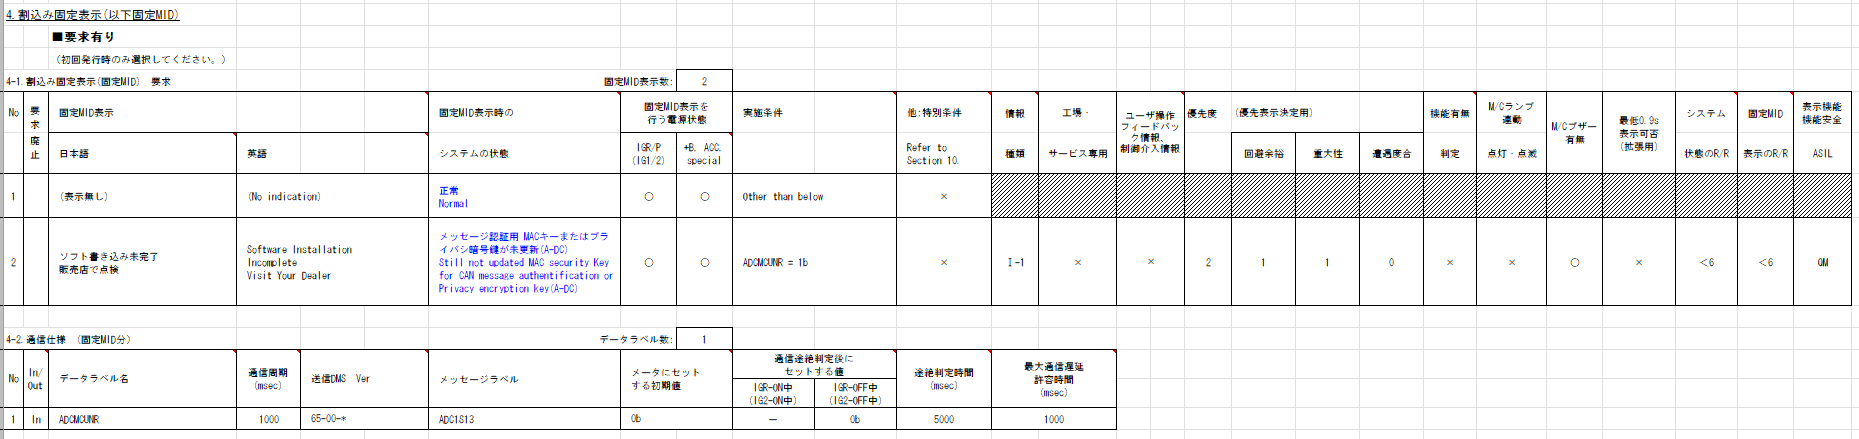 4.割込み固定表示(以下固定MID)
■要求有り
（初回発行時のみ選択してください。）
4-1.割込み固定表示(固定MID) 要求
固定MID表示数: 2
No
要求
廃止
固定MID表示
日本語
英語
固定MID表示時の
システムの状態
固定MID表示を
行う電源状態
IGR/P
(IG1/2)
+B, ACC,
special
実施条件
他:特別条件
Refer to
Section 10.
情報
種類
工場・
サービス専用
ユーザ操作
フィードバッ
ク情報、
制御介入情報
優先度
(優先表示決定用)
回避余裕
重大性
遭遇度合
機能有無
判定
M/Cランプ
連動
点灯・点滅
M/Cブザー
有無
最低0.9s
表示可否
(拡張用)
システム
状態のR/R
固定MID
表示のR/R
表示機能
機能安全
ASIL
1
(表示無し)
(No indication)
正常
Normal
○
○
Other than below
×
2
ソフト書き込み未完了
販売店で点検
Software Installation
Incomplete
Visit Your Dealer
メッセージ認証用 MACキーまたはプラ
イバシ暗号鍵が未更新(A-DC)
Still not updated MAC security Key
for CAN message authentification or
Privacy encryption key(A-DC)
○
○
ADCMCUNR = 1b
×
I-1
×
×
2
1
1
0
×
×
○
×
<6
<6
QM
4-2.通信仕様 (固定MID分)
データラベル数: 1
No
In/
Out
データラベル名
通信周期
(msec)
送信DMS Ver
メッセージラベル
メータにセット
する初期値
通信途絶判定後に
セットする値
IGR-ON中
(IG2-ON中)
IGR-OFF中
(IG2-OFF中)
途絶判定時間
(msec)
最大通信遅延
許容時間
(msec)
1
In
ADCMCUNR
1000
65-00-*
ADC1S13
0b
－
0b
5000
1000